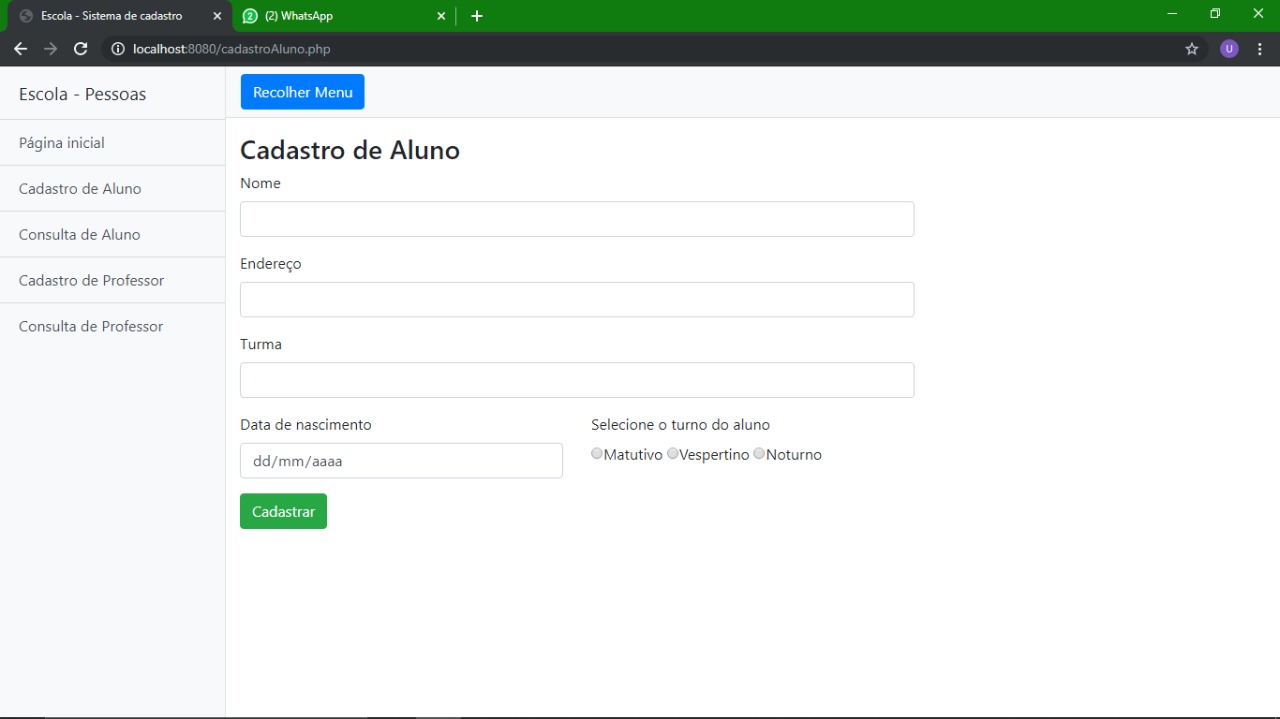 Escola - Sistema de cadastro
2 (2) WhatsApp
localhost:8080/cadastroAluno.php
U
Escola - Pessoas
Recolher Menu
Página inicial
Cadastro de Aluno
Consulta de Aluno
Cadastro de Professor
Consulta de Professor
Cadastro de Aluno
Nome
Endereço
Turma
Data de nascimento
Selecione o turno do aluno
dd/mm/aaaa
Matutivo Vespertino Noturno
Cadastrar